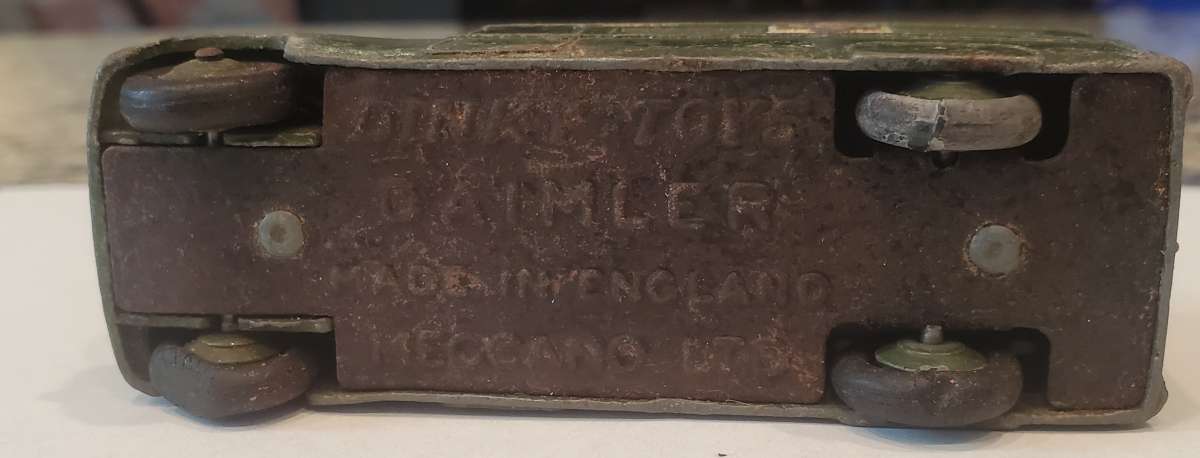 DINKY TOYS
DAIMLER
MADE IN ENGLAND
MECCANO LTD